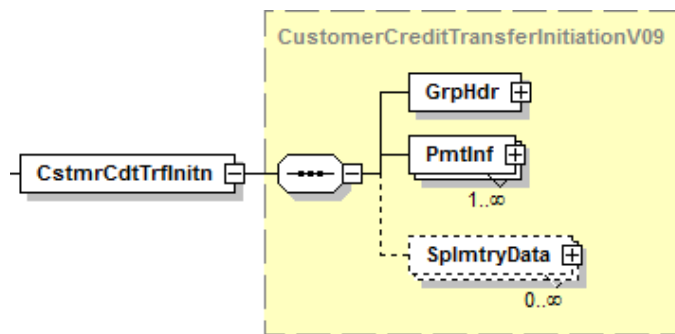 CustomerCreditTransferInitiationV09
GrpHdr
CstmrCdtTrfInitn
PmtInf
1..∞
SplmtryData
0..∞